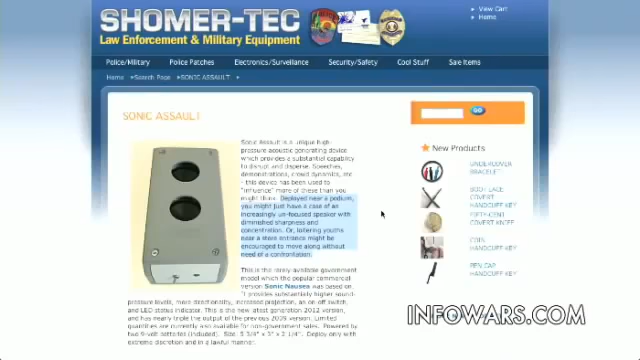 SHOMER-TEC
Law Enforcement & Military Equipment
View Cart
Home
Police/Military Police Patches Electronics/Surveillance Security/Safety Cool Stuff Sale Items
Home Search Page SONIC ASSAULT
SONIC ASSAULT
GO
Sonic Assault is a unique high-
pressure acoustic generating device
which provides a substantial capability
to disrupt and disperse. Speeches,
demonstrations, crowd dynamics, etc
- this device has been used to
"influence" more of these than you
might think. Deployed near a podium,
you might just have a case of an
increasingly un-focused speaker with
diminished sharpness and
concentration. Or, loitering youths
near a store entrance might be
encouraged to move along without
need of a confrontation.
This is the rarely-available government
model which the popular commercial
version Sonic Nausea was based on.
It provides substantially higher sound-
pressure levels, more directionality, increased projection, an on off switch,
and LED status indicator. This is the new latest generation 2012 version,
and has nearly triple the output of the previous 2009 version. Limited
quantities are currently also available for non-government sales. Powered by
two 9-volt batteries (included). Size: 5 3/4" x 3" x 2 1/4". Deploy only with
extreme discretion and in a lawful manner.
New Products
UNDERCOVER
BRACELET
BOOT LACE
COVERT
HANDCUFF KEY
FIFTY-CENT
COVERT KNIFE
COIN
HANDCUFF KEY
PEN CAP
HANDCUFF KEY
INFOWARS.COM